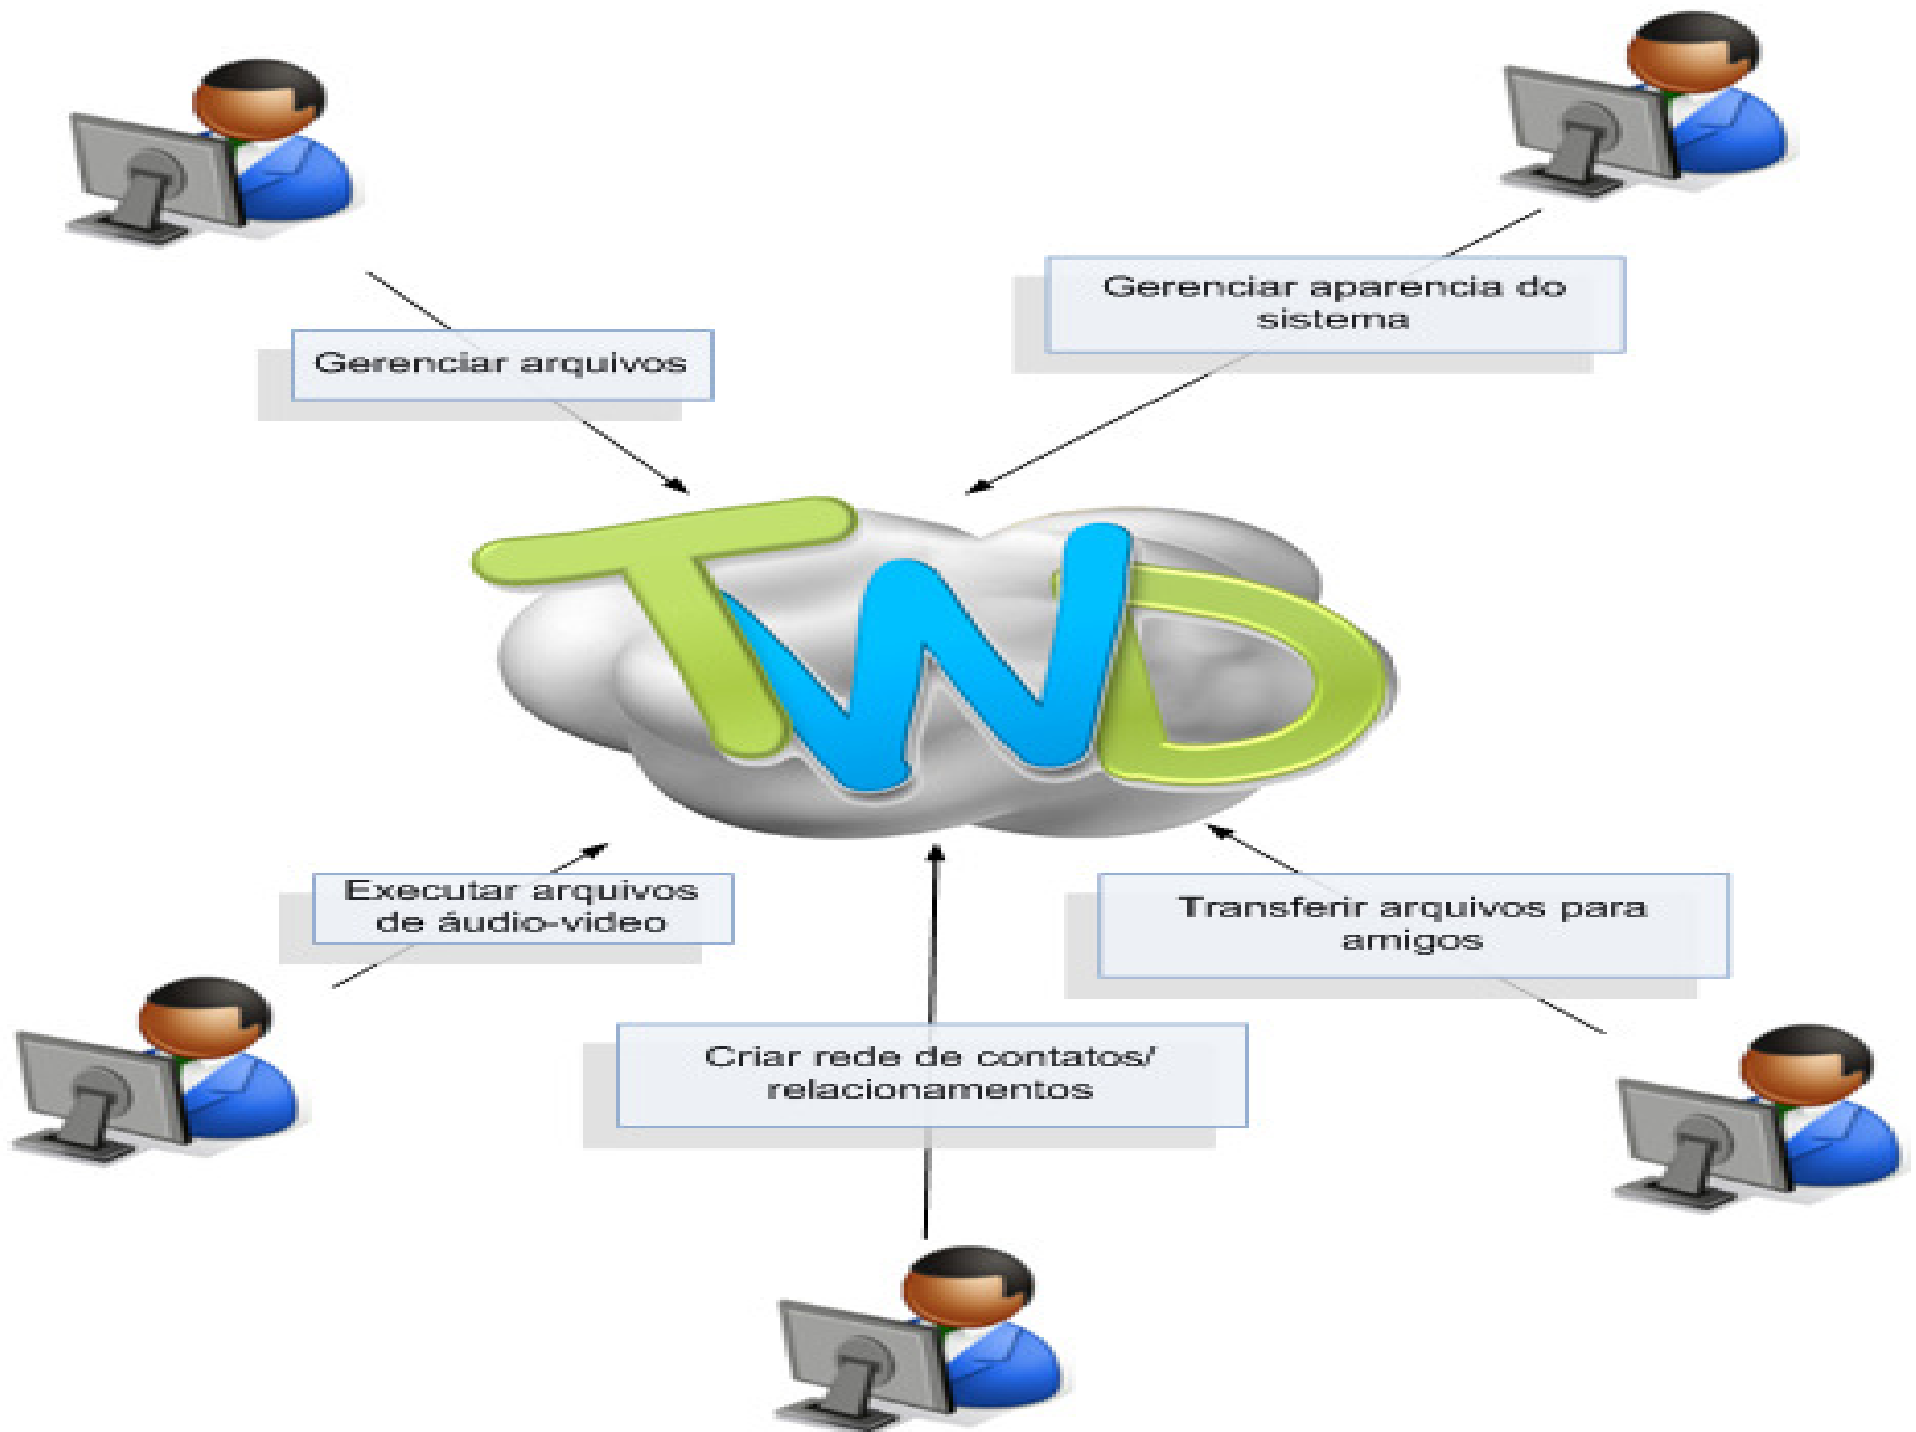 Gerenciar aparencia do
sistema
Gerenciar arquivos
TWD
Executar arquivos
de áudio-video
Transferir arquivos para
amigos
Criar rede de contatos/
relacionamentos